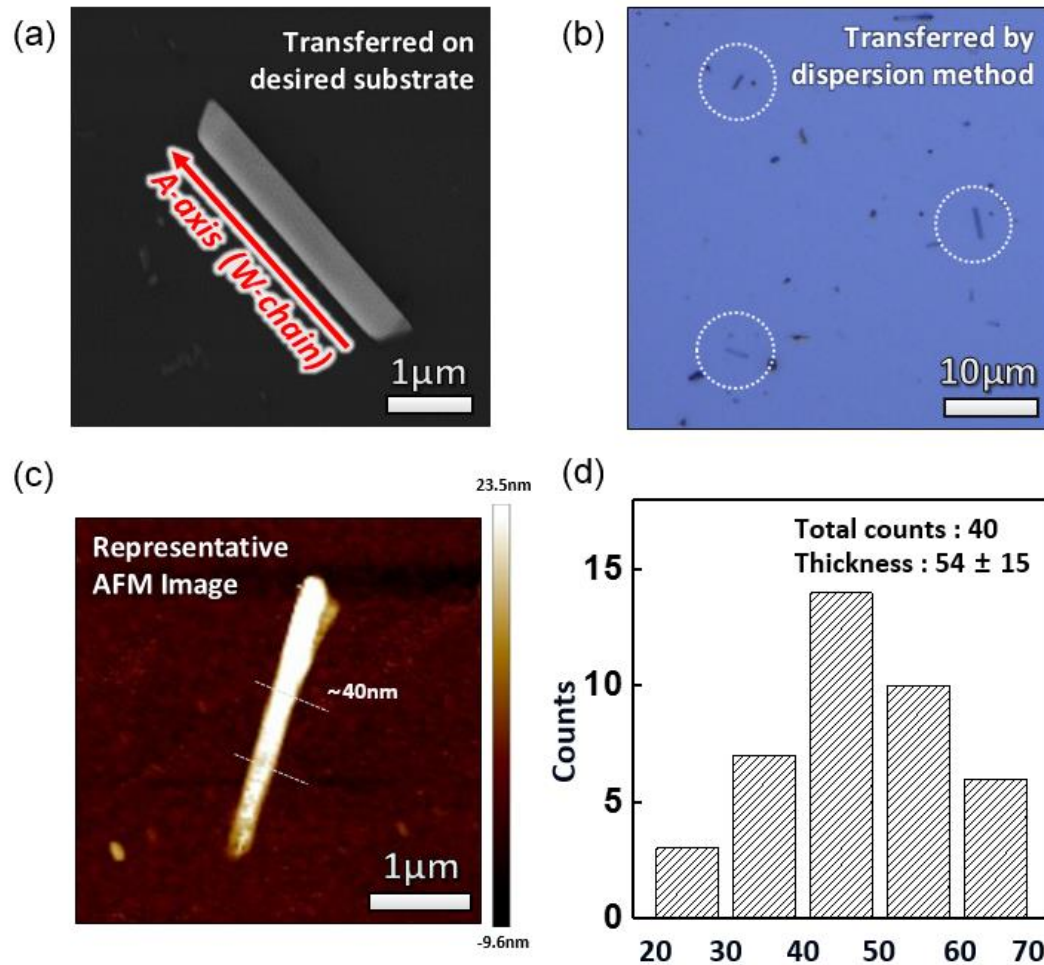 (a)
Transferred on
desired substrate
A-axis (W-chain)
1μm
(b)
Transferred by
dispersion method
10μm
(c)
Representative
AFM Image
~40nm
1μm
23.5nm
-9.6nm
(d)
Total counts : 40
Thickness : 54 ± 15
Counts
15
10
5
0
20 30 40 50 60 70